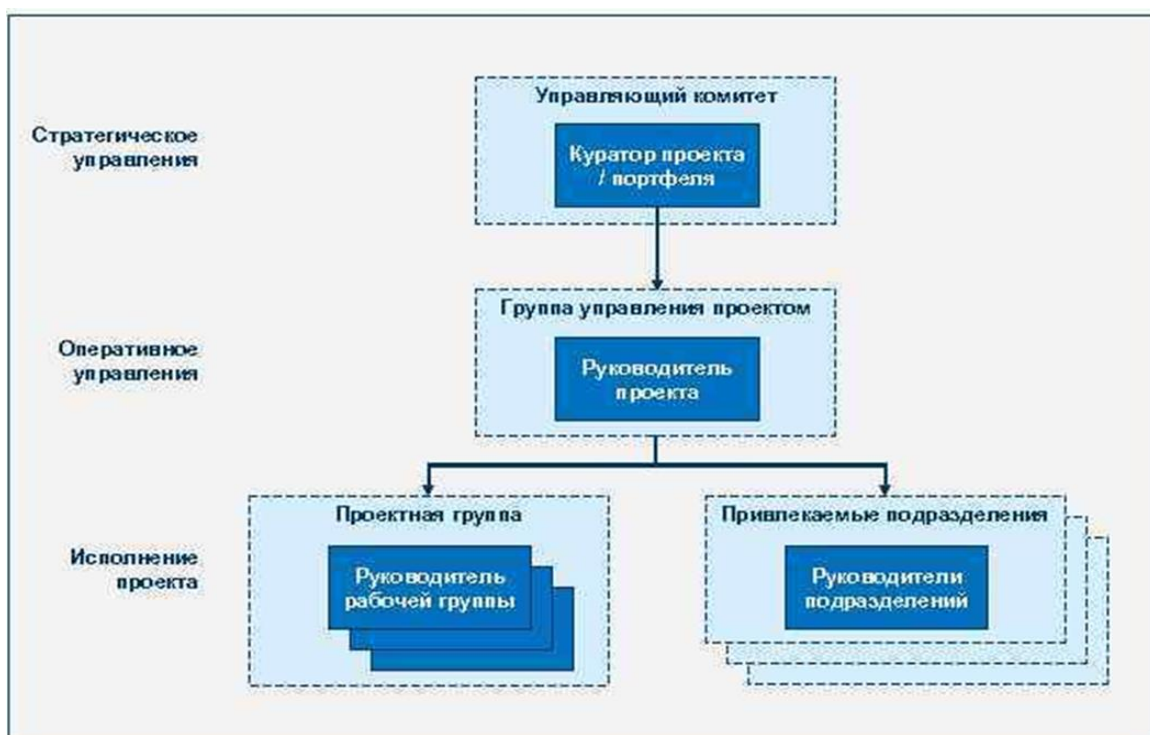 Управляющий комитет
Стратегическое
управления
Куратор проекта
/ портфеля
Группа управления проектом
Оперативное
управления
Руководитель
проекта
Проектная группа
Привлекаемые подразделения
Исполнение
проекта
Руководитель
рабочей группы
Руководители
подразделений